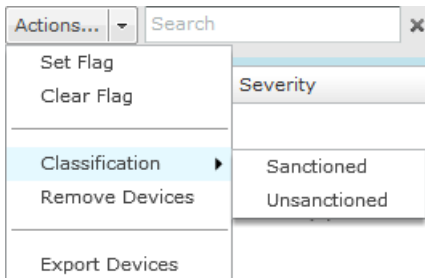 Actions... Search
Set Flag
Clear Flag
Severity
Classification
Sanctioned
Remove Devices
Unsanctioned
Export Devices